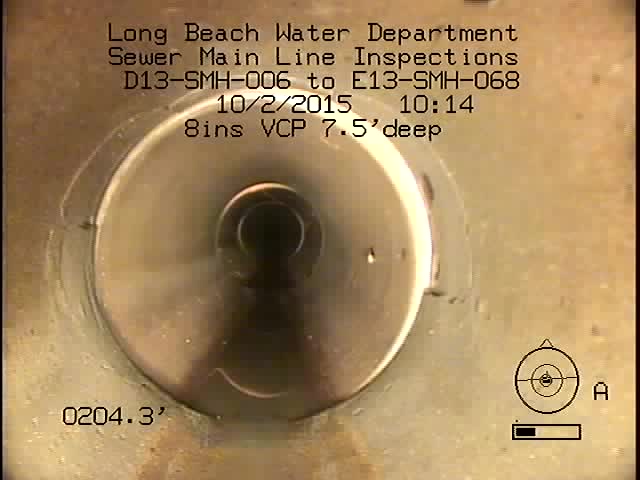 Long Beach Water Department
Sewer Main Line Inspections
D13-SMH-006 to E13-SMH-068
10/2/2015 10:14
8ins VCP 7.5'deep
0204.3'
A